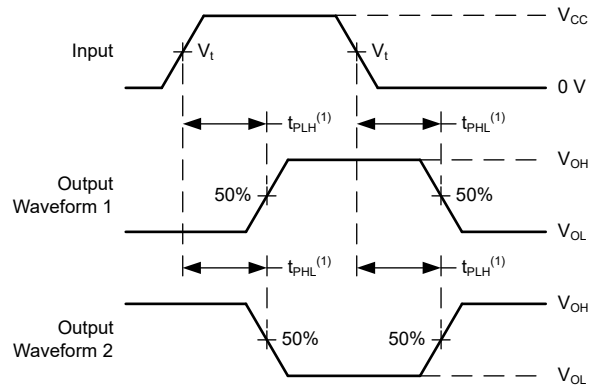 V_CC
Input
V_t
V_t
0 V
t_PLH^(1)
t_PHL^(1)
V_OH
Output
Waveform 1
50%
50%
V_OL
t_PHL^(1)
t_PLH^(1)
V_OH
Output
Waveform 2
50%
50%
V_OL